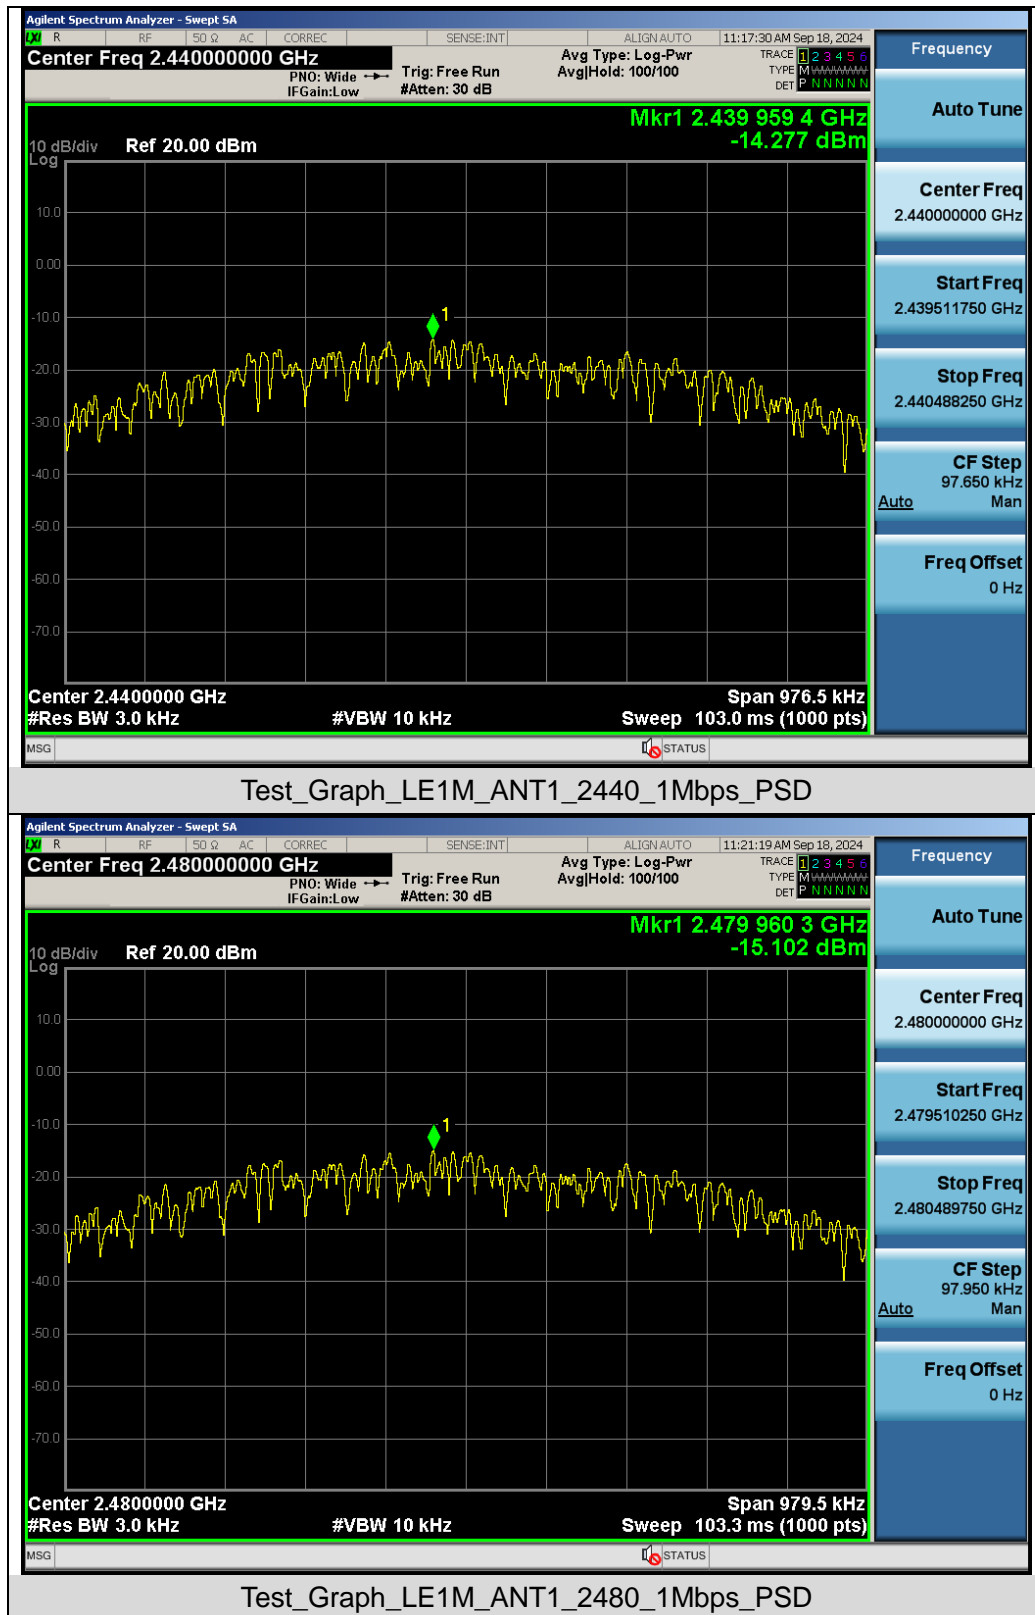 Agilent Spectrum Analyzer - Swept SA
LXI R RF 50 Ω AC CORREC SENSE:INT ALIGN AUTO 11:17:30 AM Sep 18, 2024
Center Freq 2.440000000 GHz
PNO: Wide
IFGain:Low
Trig: Free Run
#Atten: 30 dB
Avg Type: Log-Pwr
Avg|Hold: 100/100
TRACE 1 2 3 4 5 6
TYPE M
DET P N N N N N
Mkr1 2.439 959 4 GHz
-14.277 dBm
10 dB/div Ref 20.00 dBm
Log
10.0
0.00
-10.0
1
-20.0
-30.0
-40.0
-50.0
-60.0
-70.0
Center 2.4400000 GHz Span 976.5 kHz
#Res BW 3.0 kHz #VBW 10 kHz Sweep 103.0 ms (1000 pts)
MSG STATUS
Frequency
Auto Tune
Center Freq
2.440000000 GHz
Start Freq
2.439511750 GHz
Stop Freq
2.440488250 GHz
CF Step
97.650 kHz
Auto Man
Freq Offset
0 Hz
Test_Graph_LE1M_ANT1_2440_1Mbps_PSD
Agilent Spectrum Analyzer - Swept SA
LXI R RF 50 Ω AC CORREC SENSE:INT ALIGN AUTO 11:21:19 AM Sep 18, 2024
Center Freq 2.480000000 GHz
PNO: Wide
IFGain:Low
Trig: Free Run
#Atten: 30 dB
Avg Type: Log-Pwr
Avg|Hold: 100/100
TRACE 1 2 3 4 5 6
TYPE M
DET P N N N N N
Mkr1 2.479 960 3 GHz
-15.102 dBm
10 dB/div Ref 20.00 dBm
Log
10.0
0.00
-10.0
1
-20.0
-30.0
-40.0
-50.0
-60.0
-70.0
Center 2.4800000 GHz Span 979.5 kHz
#Res BW 3.0 kHz #VBW 10 kHz Sweep 103.3 ms (1000 pts)
MSG STATUS
Frequency
Auto Tune
Center Freq
2.480000000 GHz
Start Freq
2.479510250 GHz
Stop Freq
2.480489750 GHz
CF Step
97.950 kHz
Auto Man
Freq Offset
0 Hz
Test_Graph_LE1M_ANT1_2480_1Mbps_PSD